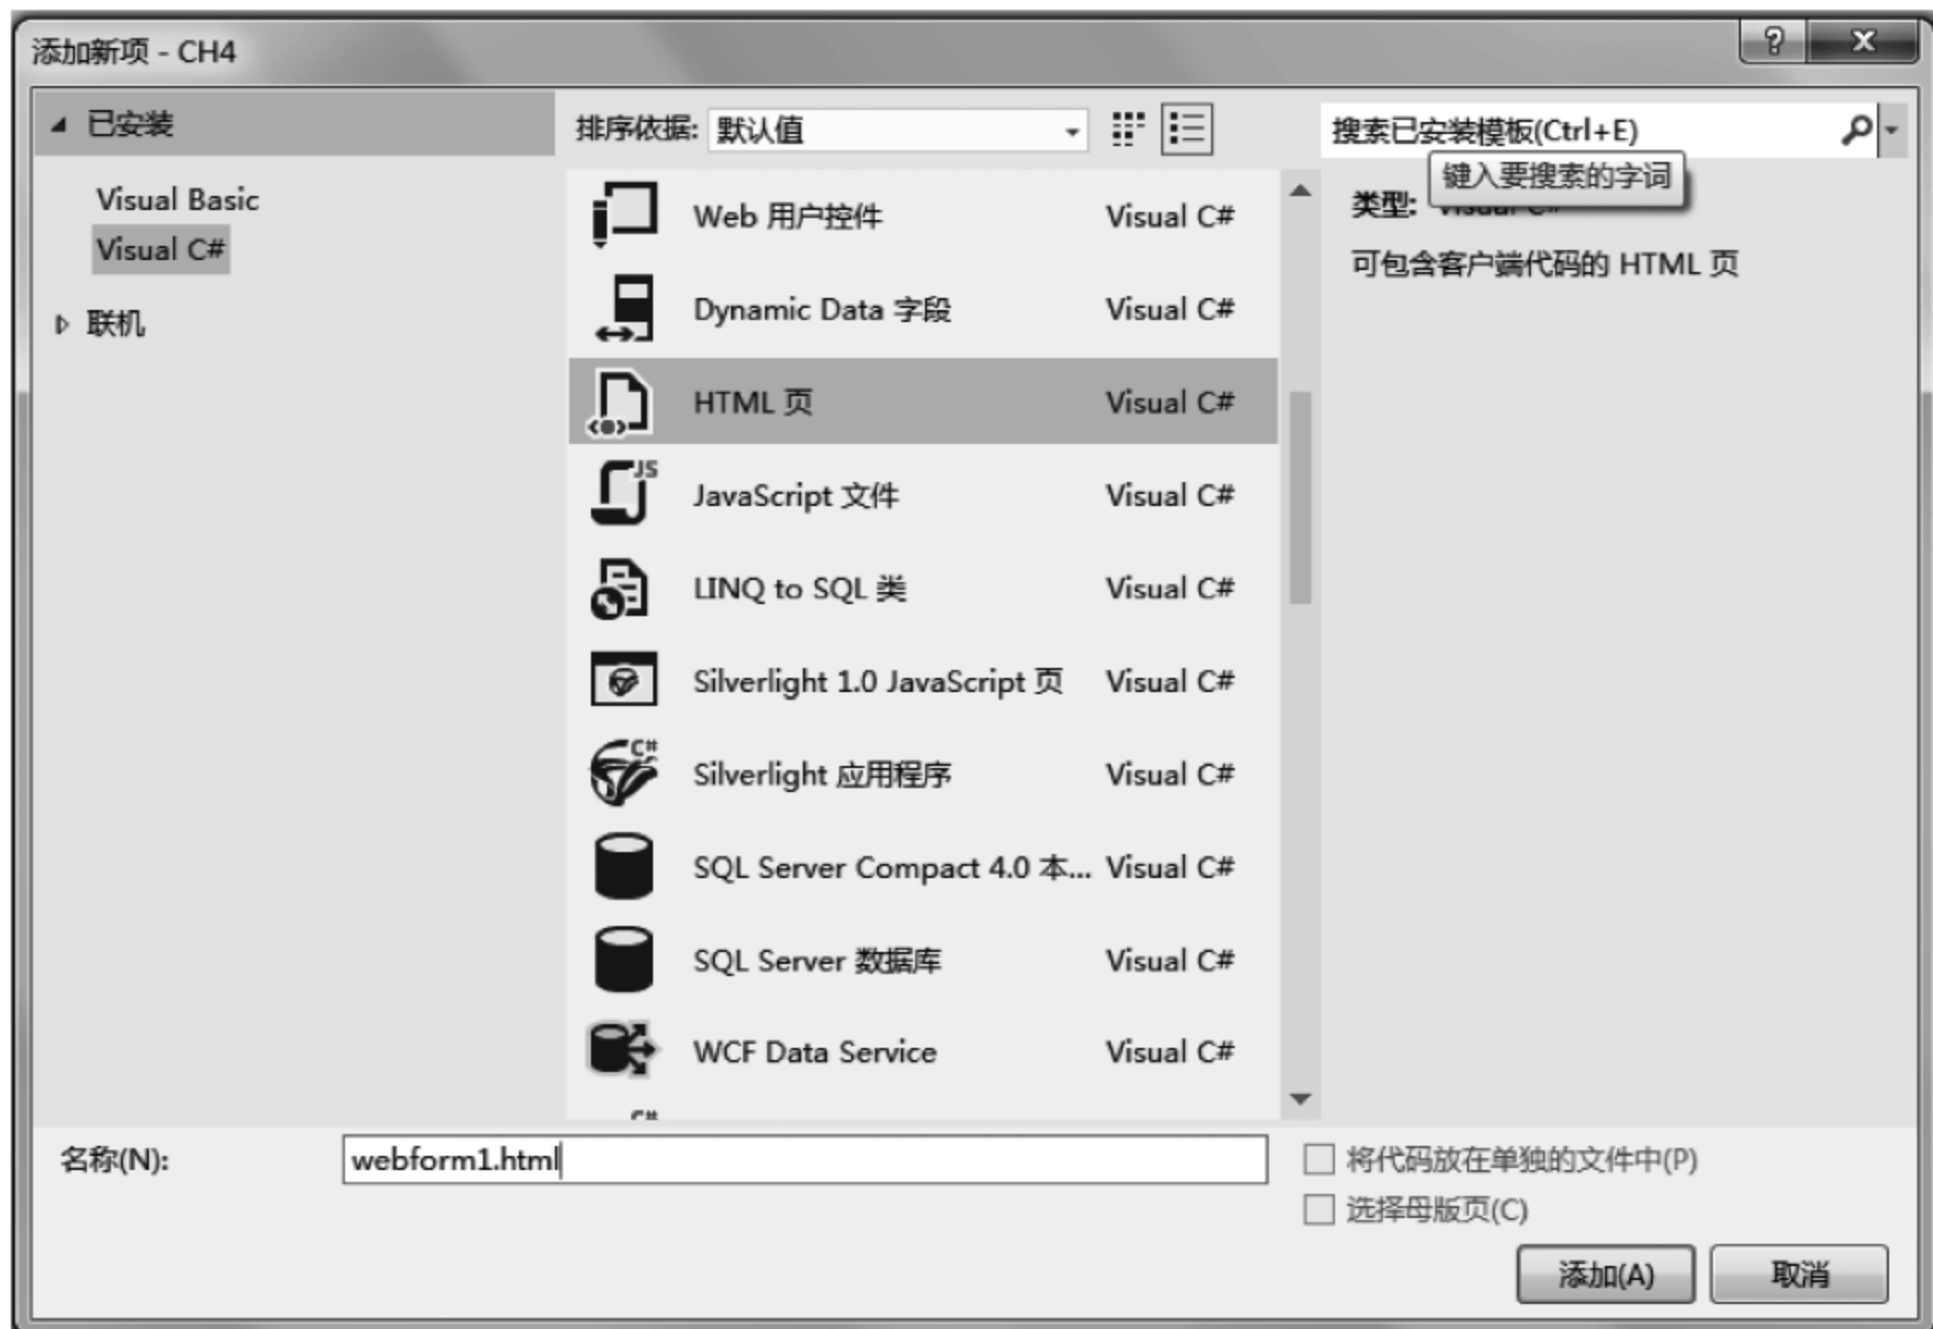 添加新项 - CH4
已安装
Visual Basic
Visual C#
联机
排序依据: 默认值
Web 用户控件 Visual C#
Dynamic Data 字段 Visual C#
HTML 页 Visual C#
JS
JavaScript 文件 Visual C#
LINQ to SQL 类 Visual C#
Silverlight 1.0 JavaScript 页 Visual C#
C#
Silverlight 应用程序 Visual C#
SQL Server Compact 4.0 本... Visual C#
SQL Server 数据库 Visual C#
WCF Data Service Visual C#
C#
搜索已安装模板(Ctrl+E)
键入要搜索的字词
类型: Visual C#
可包含客户端代码的 HTML 页
名称(N): webform1.html
将代码放在单独的文件中(P)
选择母版页(C)
添加(A) 取消